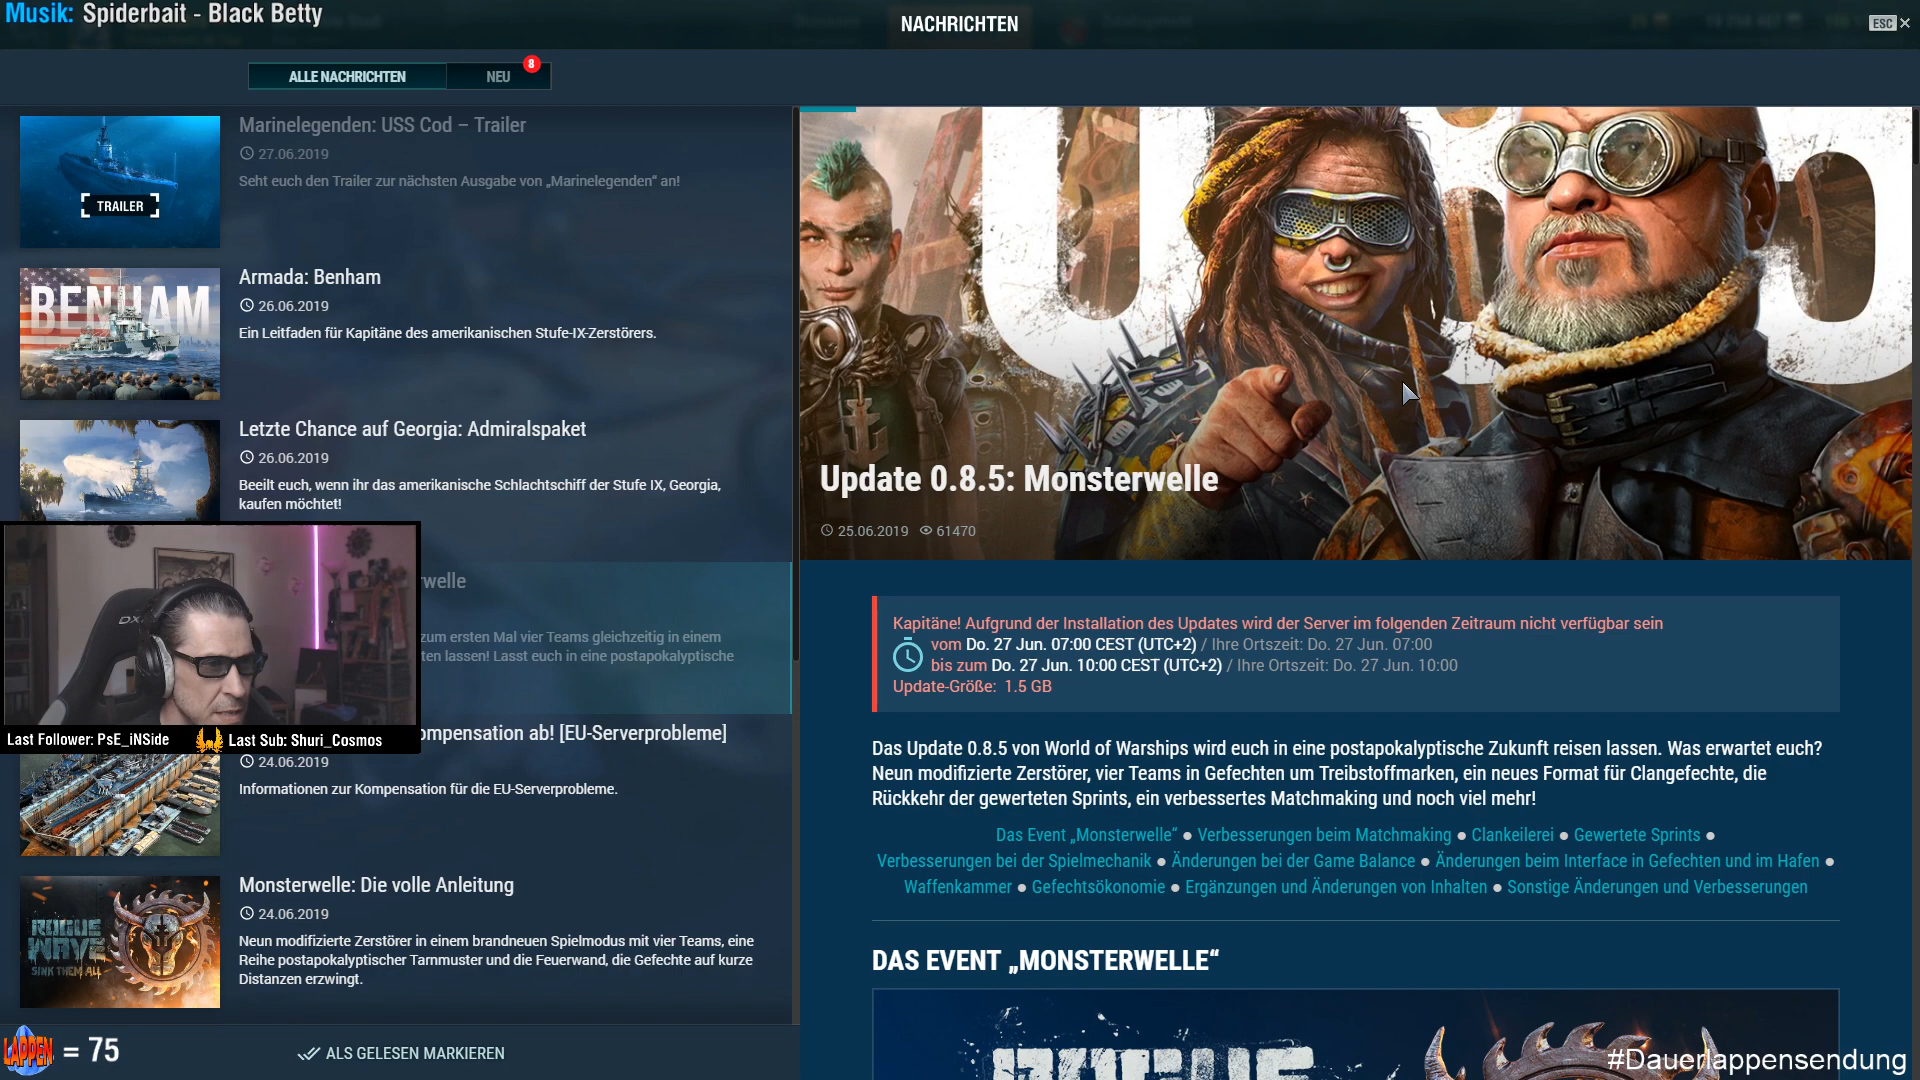 Musik: Spiderbait - Black Betty
NACHRICHTEN
ESC
ALLE NACHRICHTEN
NEU
8
Marinelegenden: USS Cod – Trailer
27.06.2019
Seht euch den Trailer zur nächsten Ausgabe von „Marinelegenden“ an!
TRAILER
Armada: Benham
26.06.2019
Ein Leitfaden für Kapitäne des amerikanischen Stufe-IX-Zerstörers.
BENHAM
Letzte Chance auf Georgia: Admiralspaket
26.06.2019
Beeilt euch, wenn ihr das amerikanische Schlachtschiff der Stufe IX, Georgia,
kaufen möchtet!
rwelle
zum ersten Mal vier Teams gleichzeitig in einem
ten lassen! Lasst euch in eine postapokalyptische
DX
Last Follower: PsE_iNSide
Last Sub: Shuri_Cosmos
ompensation ab! [EU-Serverprobleme]
24.06.2019
Informationen zur Kompensation für die EU-Serverprobleme.
Monsterwelle: Die volle Anleitung
24.06.2019
Neun modifizierte Zerstörer in einem brandneuen Spielmodus mit vier Teams, eine
Reihe postapokalyptischer Tarnmuster und die Feuerwand, die Gefechte auf kurze
Distanzen erzwingt.
ROGUE
WAVE
SINK THEM ALL
LAPPEN = 75
ALS GELESEN MARKIEREN
Update 0.8.5: Monsterwelle
25.06.2019 61470
Kapitäne! Aufgrund der Installation des Updates wird der Server im folgenden Zeitraum nicht verfügbar sein
vom Do. 27 Jun. 07:00 CEST (UTC+2) / Ihre Ortszeit: Do. 27 Jun. 07:00
bis zum Do. 27 Jun. 10:00 CEST (UTC+2) / Ihre Ortszeit: Do. 27 Jun. 10:00
Update-Größe: 1.5 GB
Das Update 0.8.5 von World of Warships wird euch in eine postapokalyptische Zukunft reisen lassen. Was erwartet euch?
Neun modifizierte Zerstörer, vier Teams in Gefechten um Treibstoffmarken, ein neues Format für Clangefechte, die
Rückkehr der gewerteten Sprints, ein verbessertes Matchmaking und noch viel mehr!
Das Event „Monsterwelle“ ● Verbesserungen beim Matchmaking ● Clankeilerei ● Gewertete Sprints ●
Verbesserungen bei der Spielmechanik ● Änderungen bei der Game Balance ● Änderungen beim Interface in Gefechten und im Hafen ●
Waffenkammer ● Gefechtsökonomie ● Ergänzungen und Änderungen von Inhalten ● Sonstige Änderungen und Verbesserungen
DAS EVENT „MONSTERWELLE“
ROGUE
#Dauerlappensendung